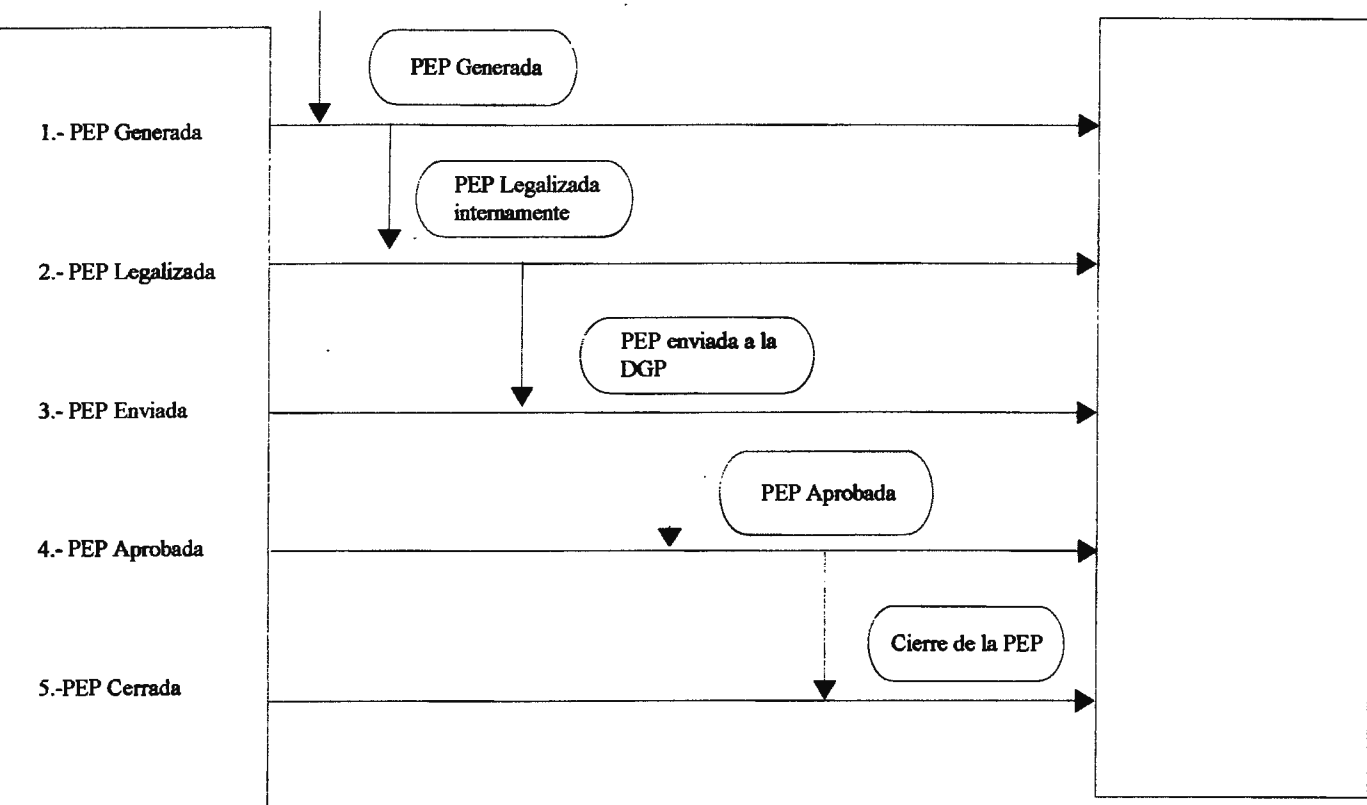 PEP Generada
1.- PEP Generada
PEP Legalizada
internamente
2.- PEP Legalizada
PEP enviada a la
DGP
3.- PEP Enviada
PEP Aprobada
4.- PEP Aprobada
Cierre de la PEP
5.-PEP Cerrada